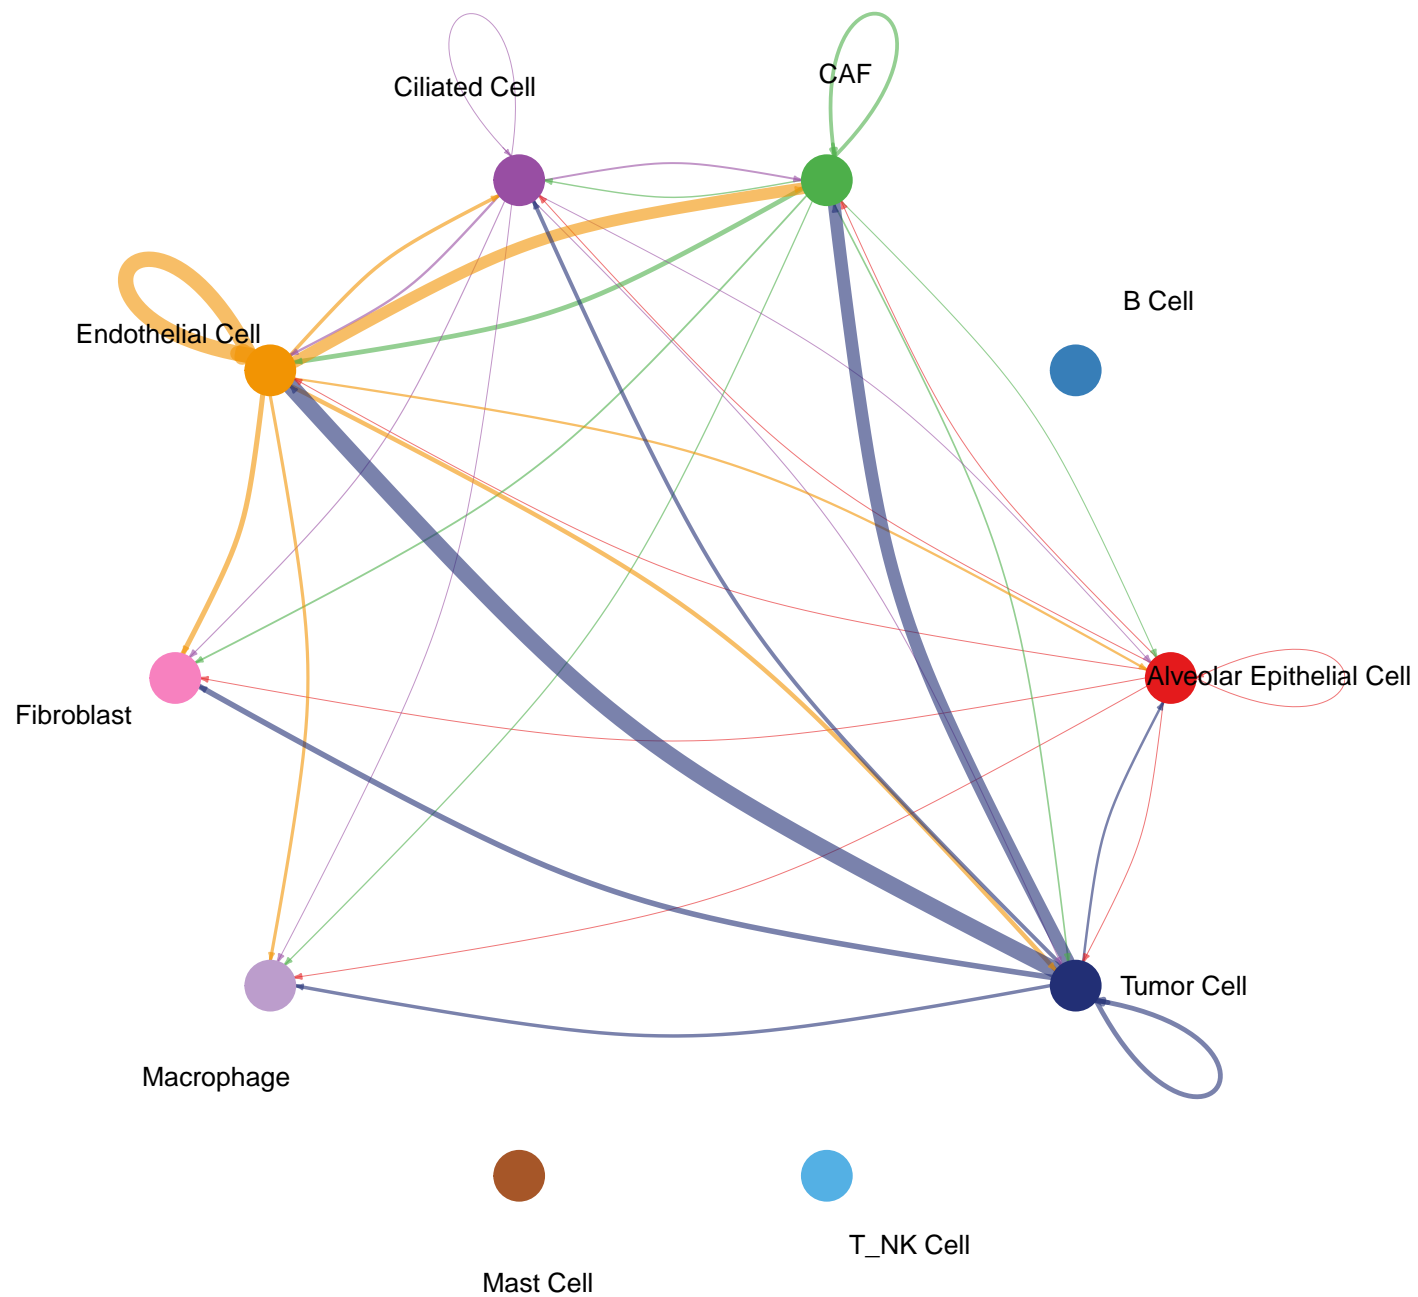 CAF
Ciliated Cell
B Cell
Endothelial Cell
Alveolar Epithelial Cell
Fibroblast
Tumor Cell
Macrophage
T_NK Cell
Mast Cell